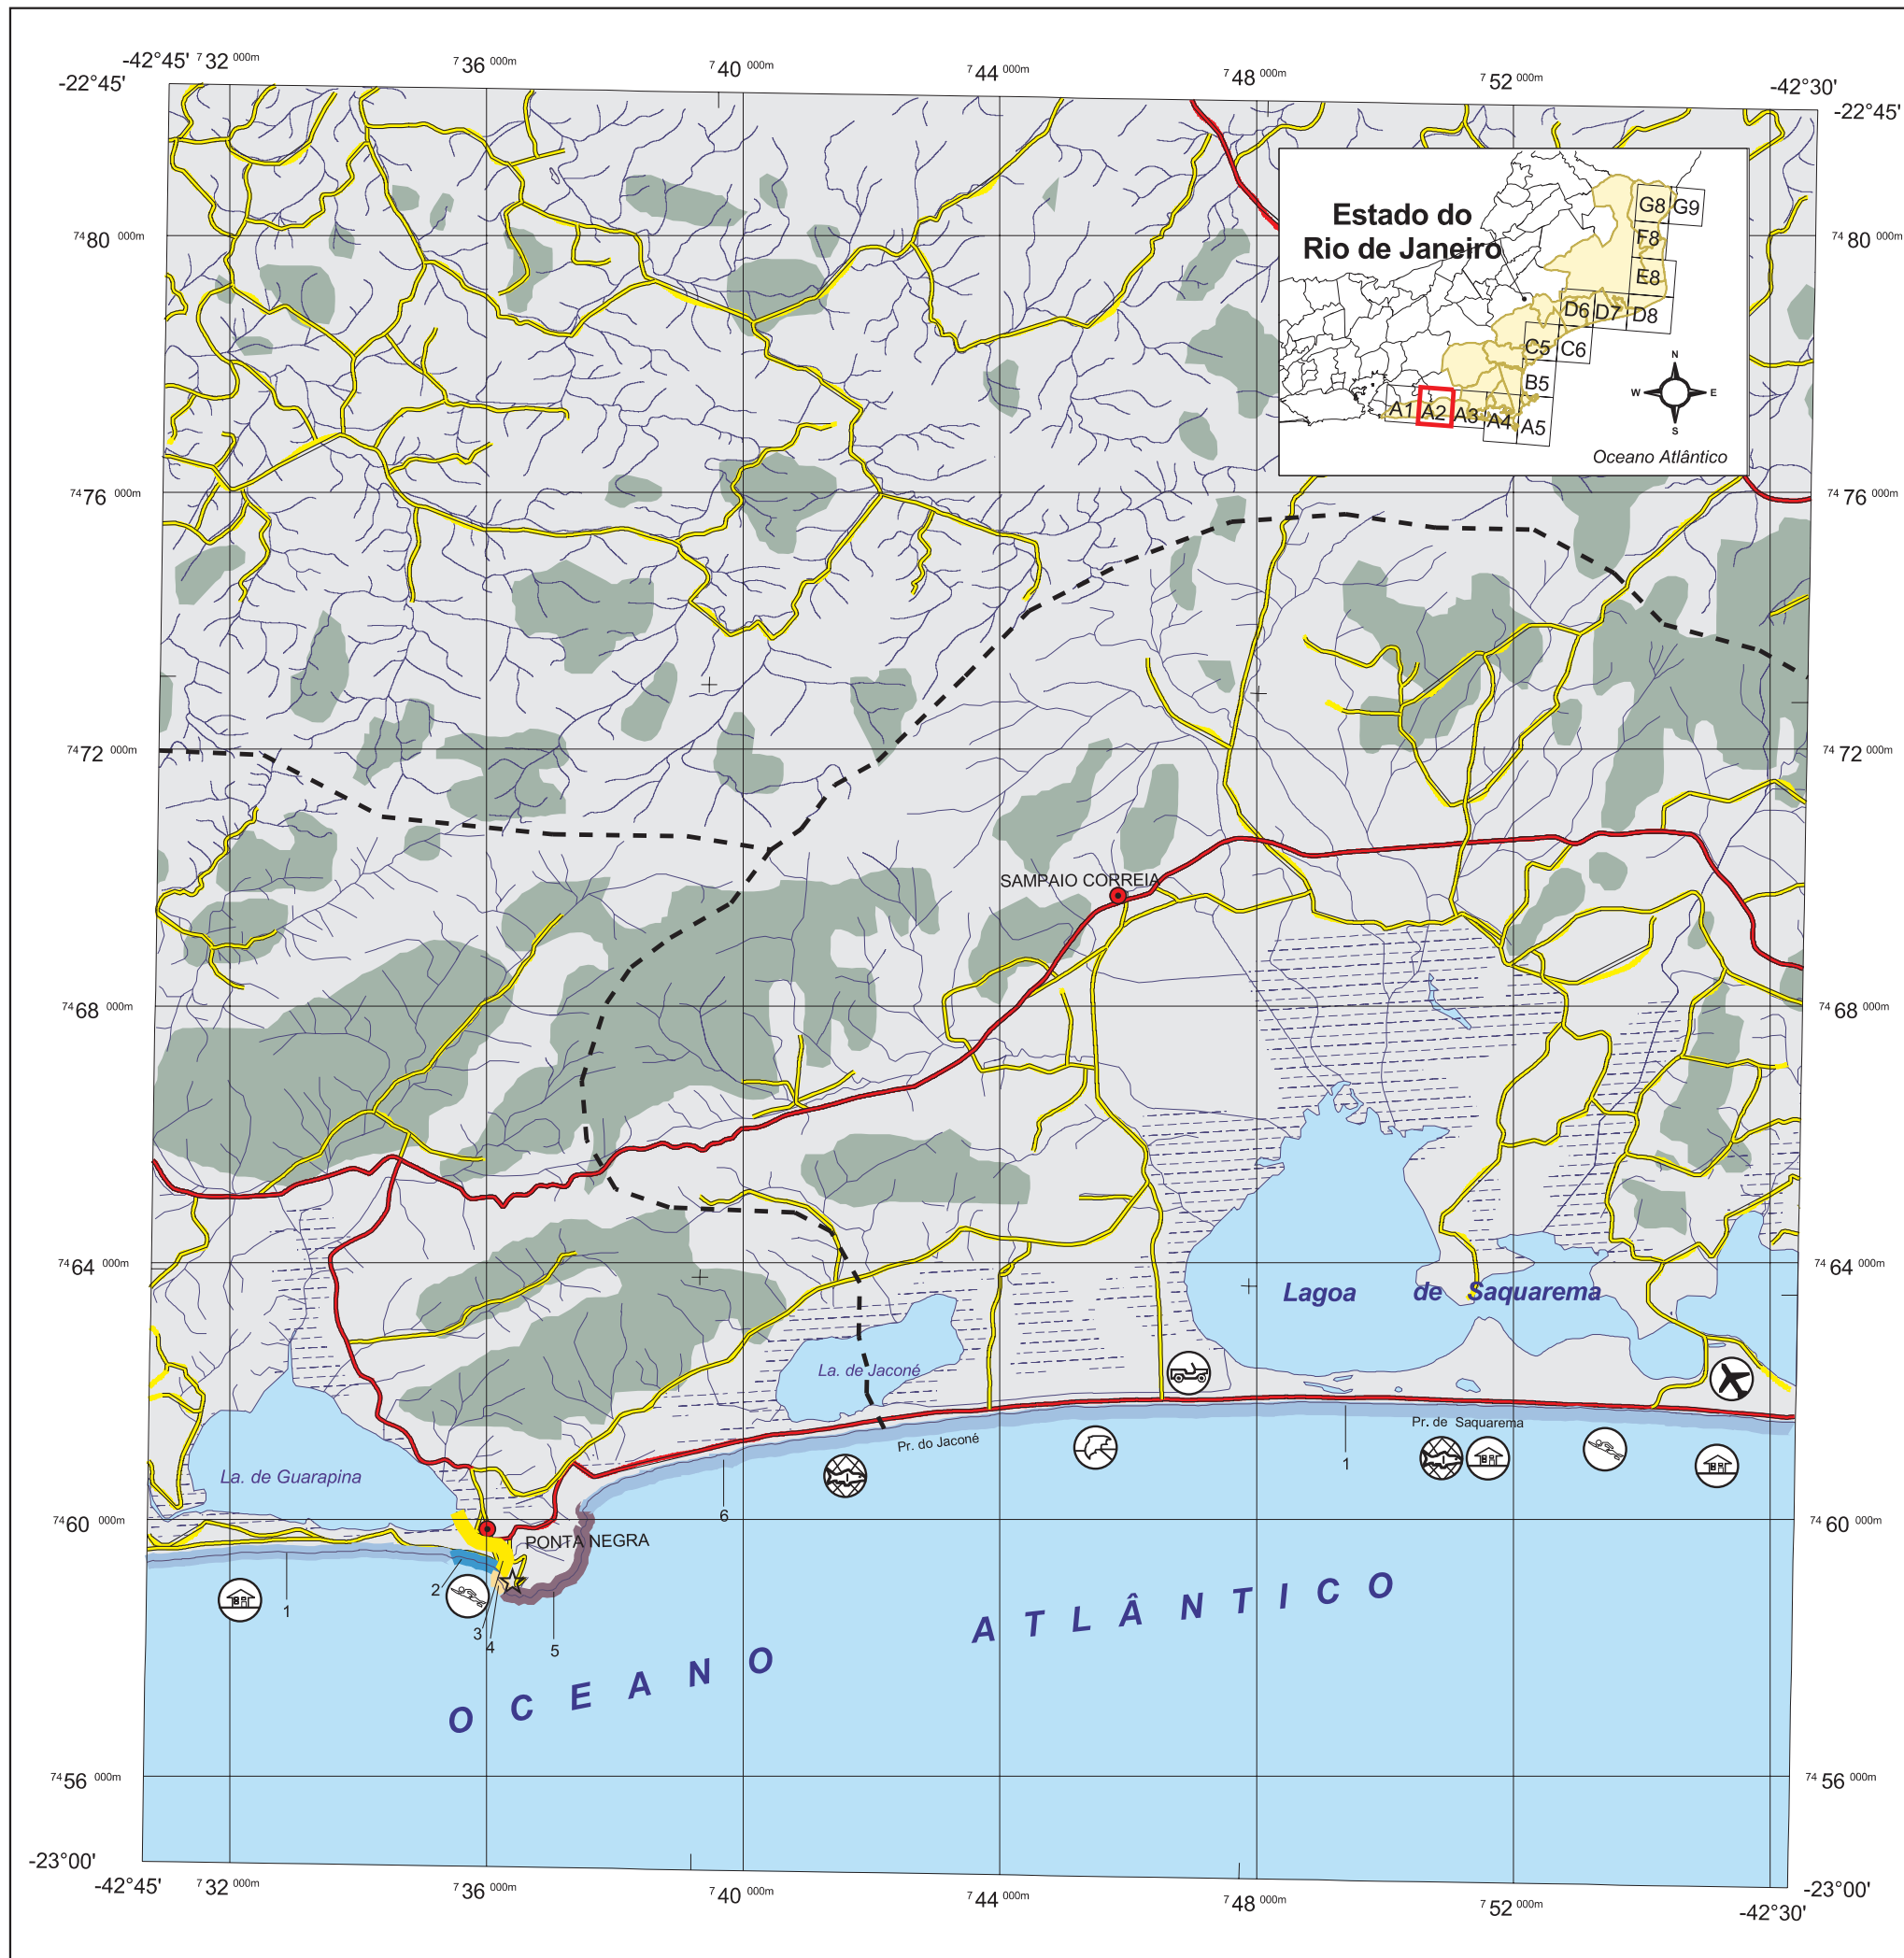 -42°45' 7 32 000m 7 36 000m 7 40 000m 7 44 000m 7 48 000m 7 52 000m -42°30'
-22°45' -22°45'
Estado do
Rio de Janeiro
G8 G9
F8
E8
D6 D7 D8
C5 C6
B5
A1 A2 A3 A4 A5
N
W E
S
Oceano Atlântico
74 80 000m 74 80 000m
74 76 000m 74 76 000m
74 72 000m 74 72 000m
SAMPAIO CORREIA
74 68 000m 74 68 000m
74 64 000m 74 64 000m
Lagoa de Saquarema
La. de Jaconé
Pr. de Saquarema
Pr. do Jaconé
1
La. de Guarapina
6
74 60 000m 74 60 000m
PONTA NEGRA
2
1
3
4
5
OCEANO ATLÂNTICO
74 56 000m 74 56 000m
-23°00' -23°00'
-42°45' 7 32 000m 7 36 000m 7 40 000m 7 44 000m 7 48 000m 7 52 000m -42°30'